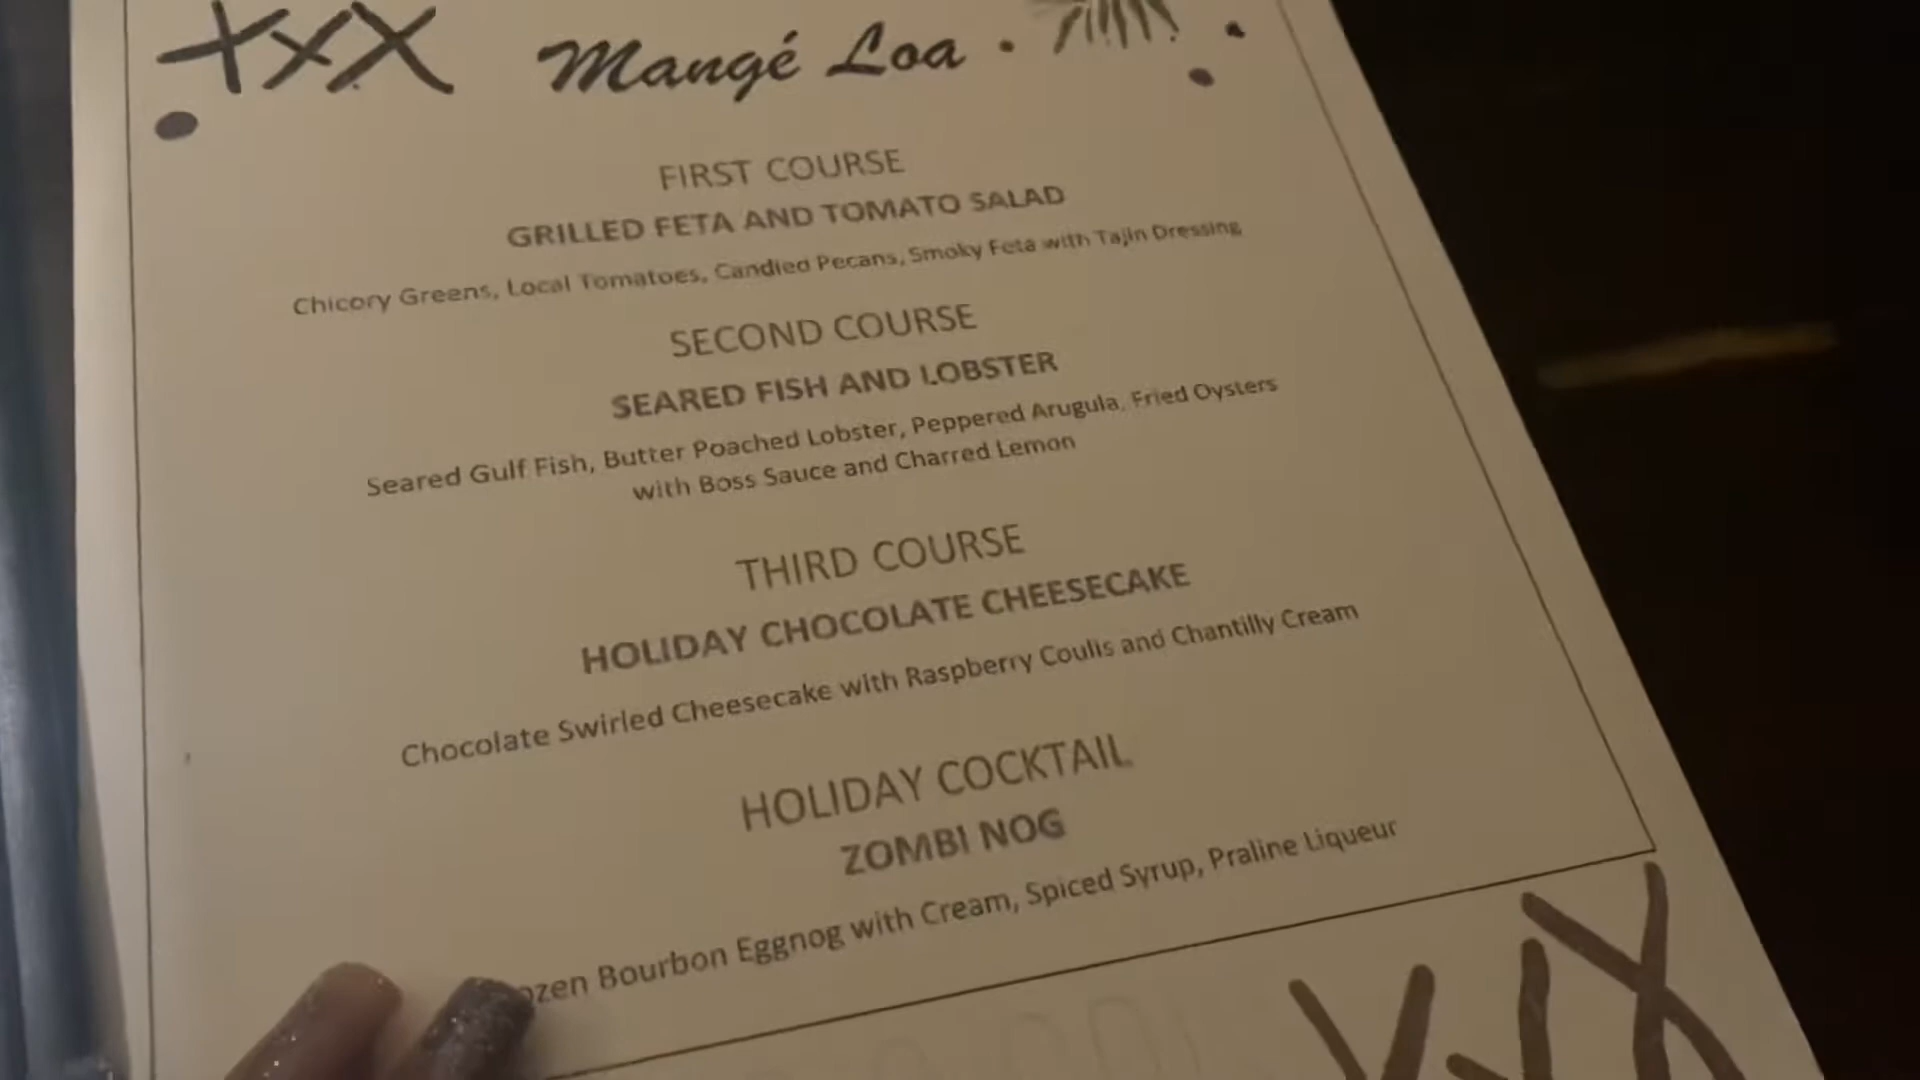 XXX Mangé Loa
FIRST COURSE
GRILLED FETA AND TOMATO SALAD
Chicory Greens, Local Tomatoes, Candied Pecans, Smoky Feta with Tajin Dressing
SECOND COURSE
SEARED FISH AND LOBSTER
Seared Gulf Fish, Butter Poached Lobster, Peppered Arugula, Fried Oysters
with Boss Sauce and Charred Lemon
THIRD COURSE
HOLIDAY CHOCOLATE CHEESECAKE
Chocolate Swirled Cheesecake with Raspberry Coulis and Chantilly Cream
HOLIDAY COCKTAIL
ZOMBI NOG
Bourbon Eggnog with Cream, Spiced Syrup, Praline Liqueur
XXX